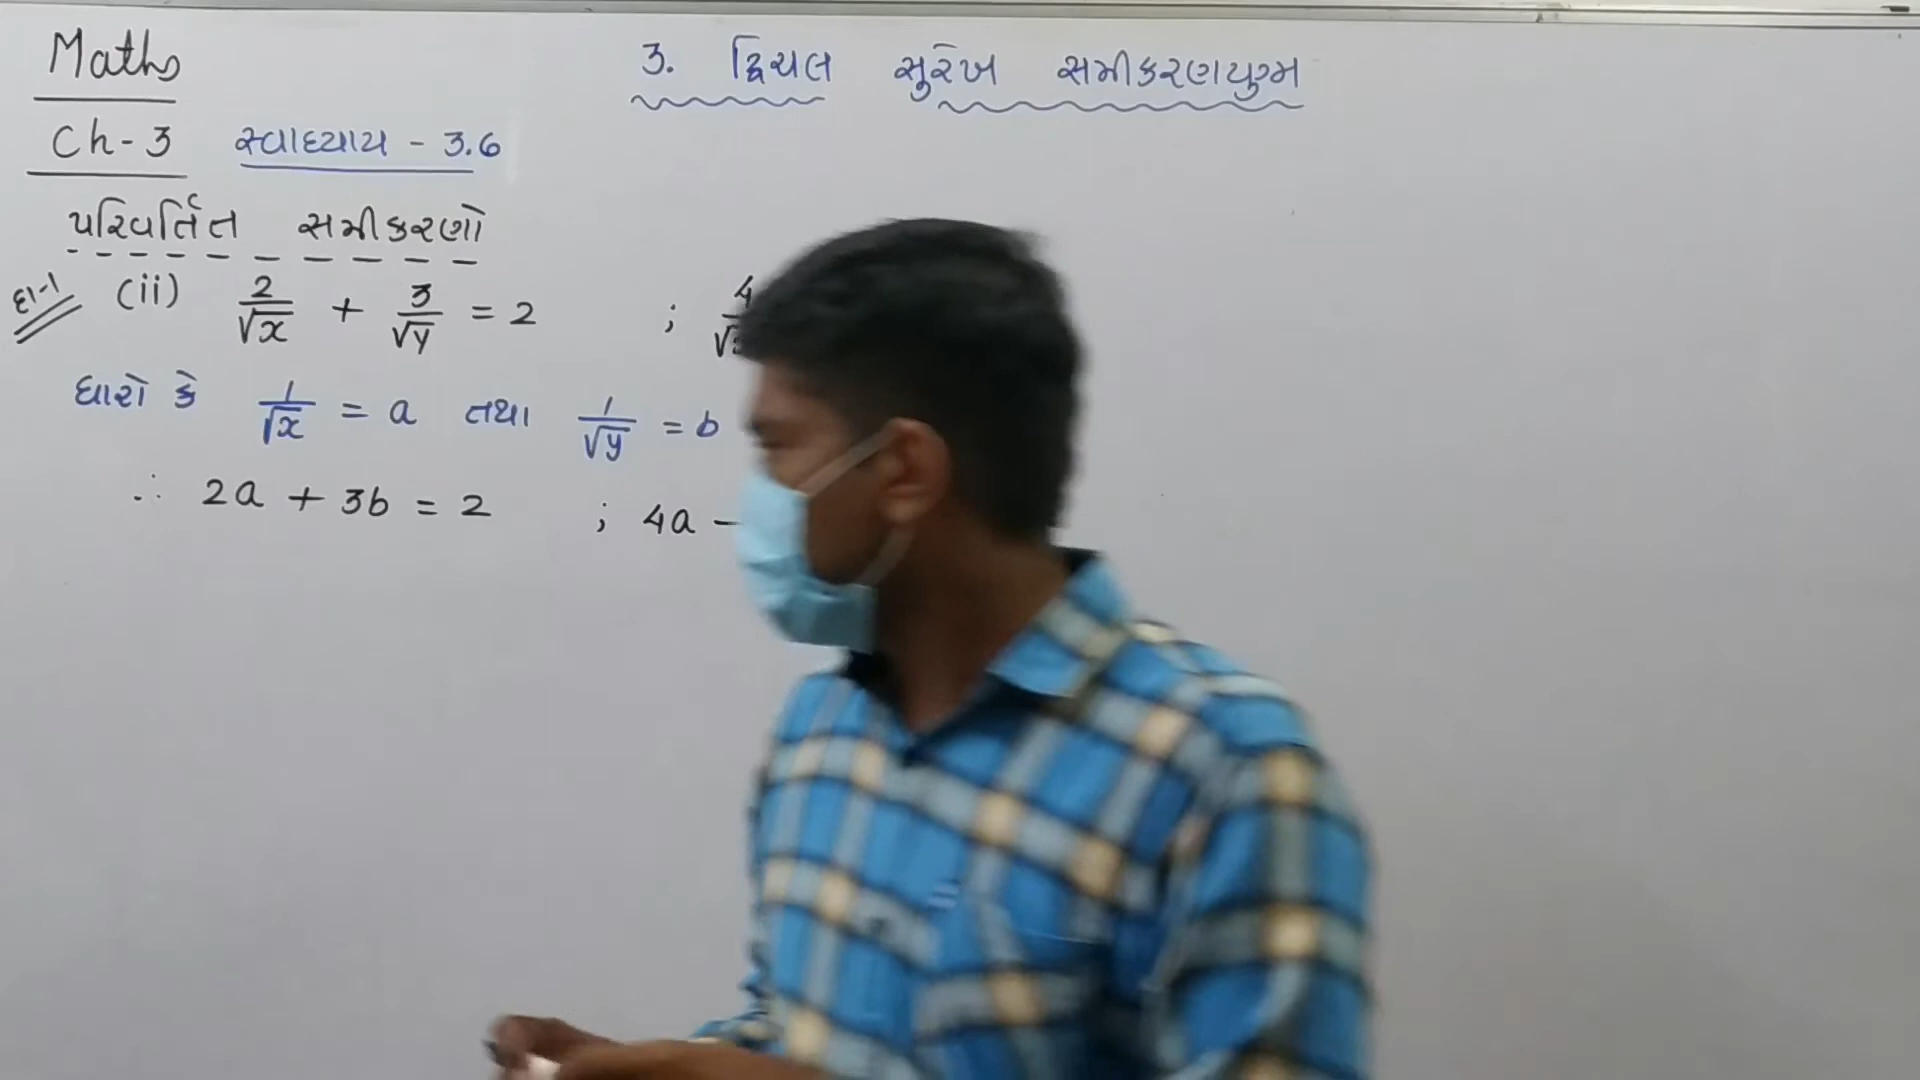 Maths
3. દ્વિચલ સુરેખ સમીકરણયુગ્મ
Ch-3 સ્વાધ્યાય - 3.6
પરિવર્તિત સમીકરણો
દા-1 (ii) 2/√x + 3/√y = 2 ; 4/√
ધારો કે 1/√x = a તથા 1/√y = b
∴ 2a + 3b = 2 ; 4a -